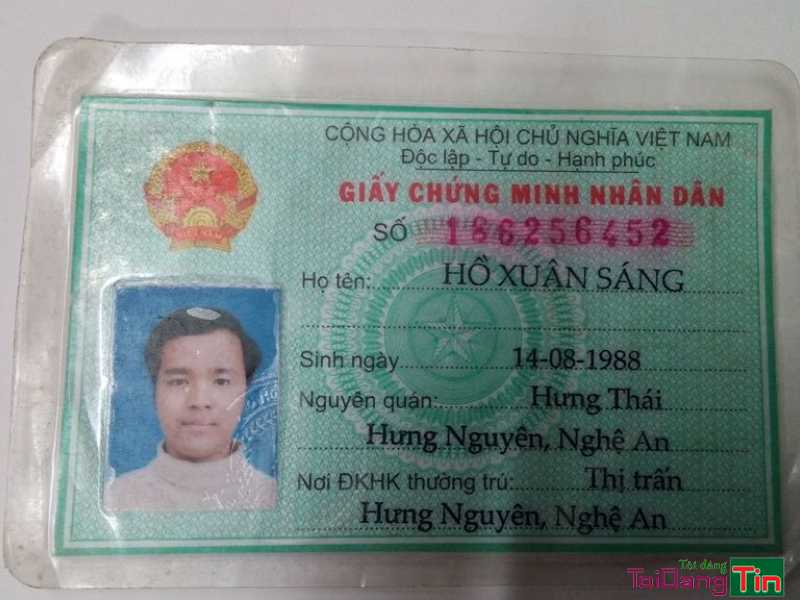 CỘNG HÒA XÃ HỘI CHỦ NGHĨA VIỆT NAM
Độc lập - Tự do - Hạnh phúc
GIẤY CHỨNG MINH NHÂN DÂN
SỐ 186256452
Họ tên: HỒ XUÂN SÁNG
Sinh ngày 14-08-1988
Nguyên quán: Hưng Thái
Hưng Nguyên, Nghệ An
Nơi ĐKHK thường trú: Thị trấn
Hưng Nguyên, Nghệ An
Tôi đăng
ToiDangTin